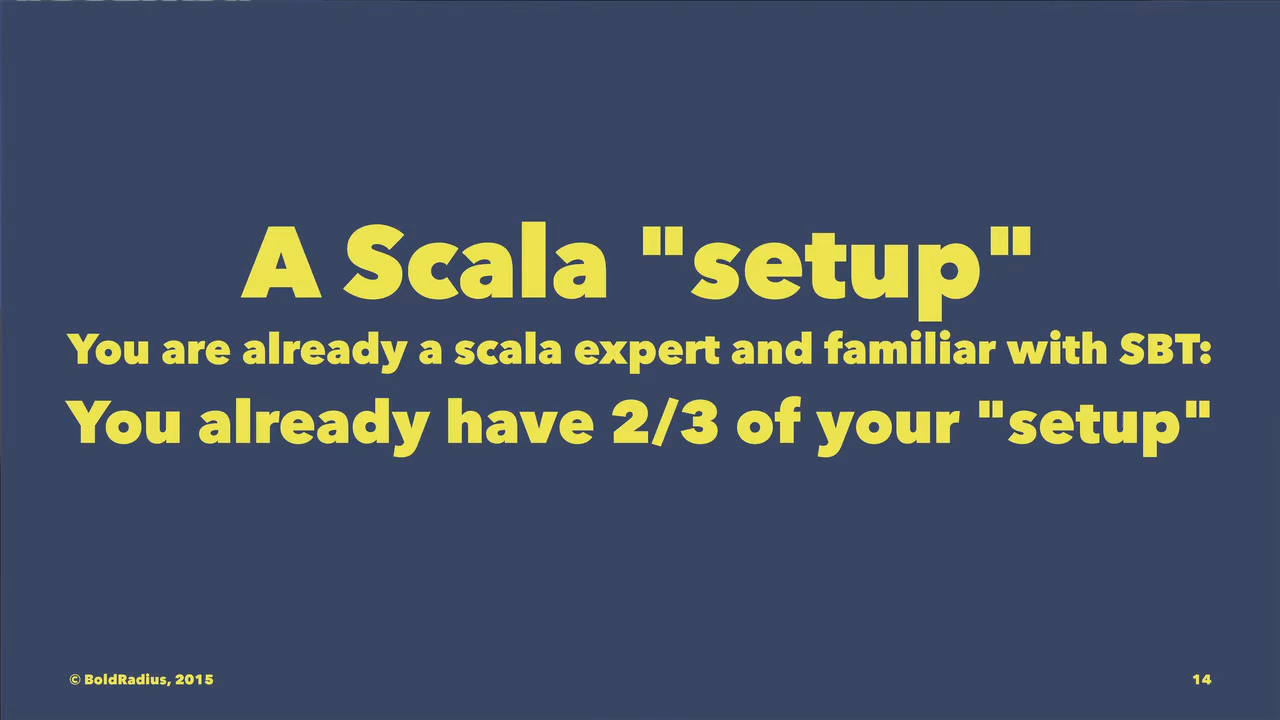 A Scala "setup"
You are already a scala expert and familiar with SBT:
You already have 2/3 of your "setup"
© BoldRadius, 2015
14